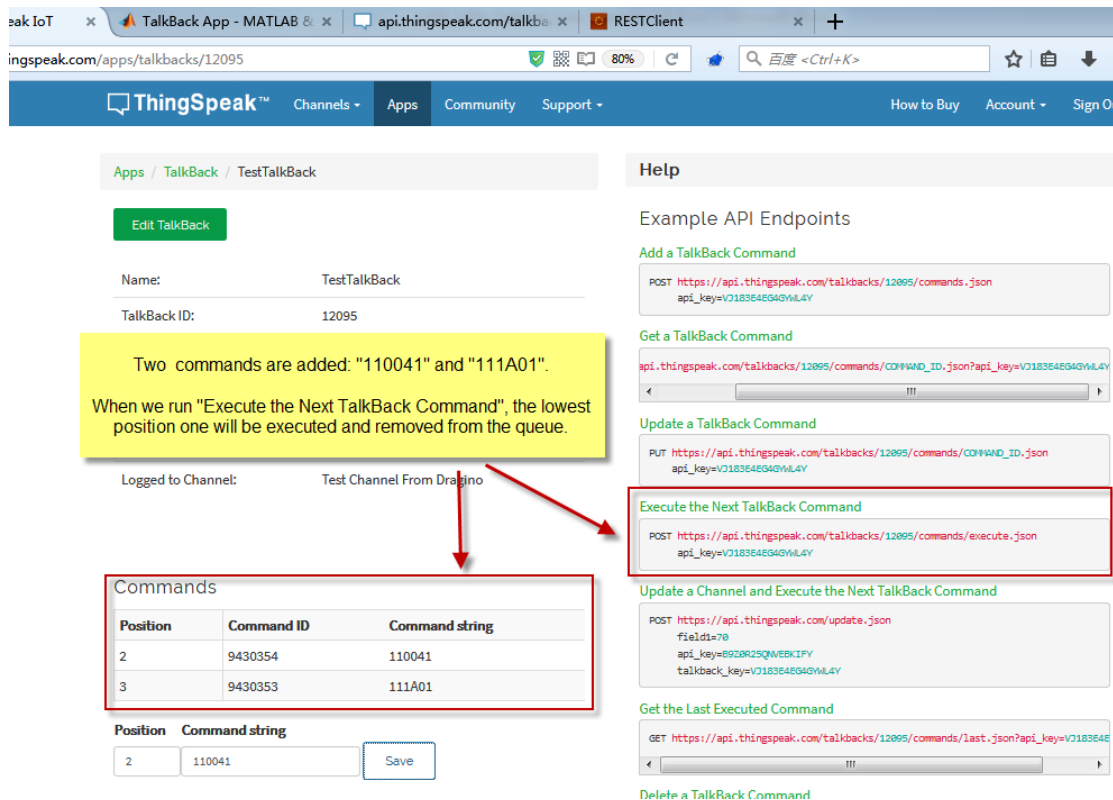 eak IoT
TalkBack App - MATLAB &
api.thingspeak.com/talkba
RESTClient
ingspeak.com/apps/talkbacks/12095
80%
百度 <Ctrl+K>
ThingSpeak™
Channels
Apps
Community
Support
How to Buy
Account
Sign O
Apps / TalkBack / TestTalkBack
Edit TalkBack
Name: TestTalkBack
TalkBack ID: 12095
Two commands are added: "110041" and "111A01".
When we run "Execute the Next TalkBack Command", the lowest
position one will be executed and removed from the queue.
Logged to Channel: Test Channel From Dragino
Commands
Position Command ID Command string
2 9430354 110041
3 9430353 111A01
Position Command string
2 110041 Save
Help
Example API Endpoints
Add a TalkBack Command
POST https://api.thingspeak.com/talkbacks/12095/commands.json
api_key=VJ183E4EG4GYWL4Y
Get a TalkBack Command
api.thingspeak.com/talkbacks/12095/commands/COMMAND_ID.json?api_key=VJ183E4EG4GYWL4Y
Update a TalkBack Command
PUT https://api.thingspeak.com/talkbacks/12095/commands/COMMAND_ID.json
api_key=VJ183E4EG4GYWL4Y
Execute the Next TalkBack Command
POST https://api.thingspeak.com/talkbacks/12095/commands/execute.json
api_key=VJ183E4EG4GYWL4Y
Update a Channel and Execute the Next TalkBack Command
POST https://api.thingspeak.com/update.json
field1=70
api_key=B9Z0R25QNVEBKIFY
talkback_key=VJ183E4EG4GYWL4Y
Get the Last Executed Command
GET https://api.thingspeak.com/talkbacks/12095/commands/last.json?api_key=VJ183E4E
Delete a TalkBack Command